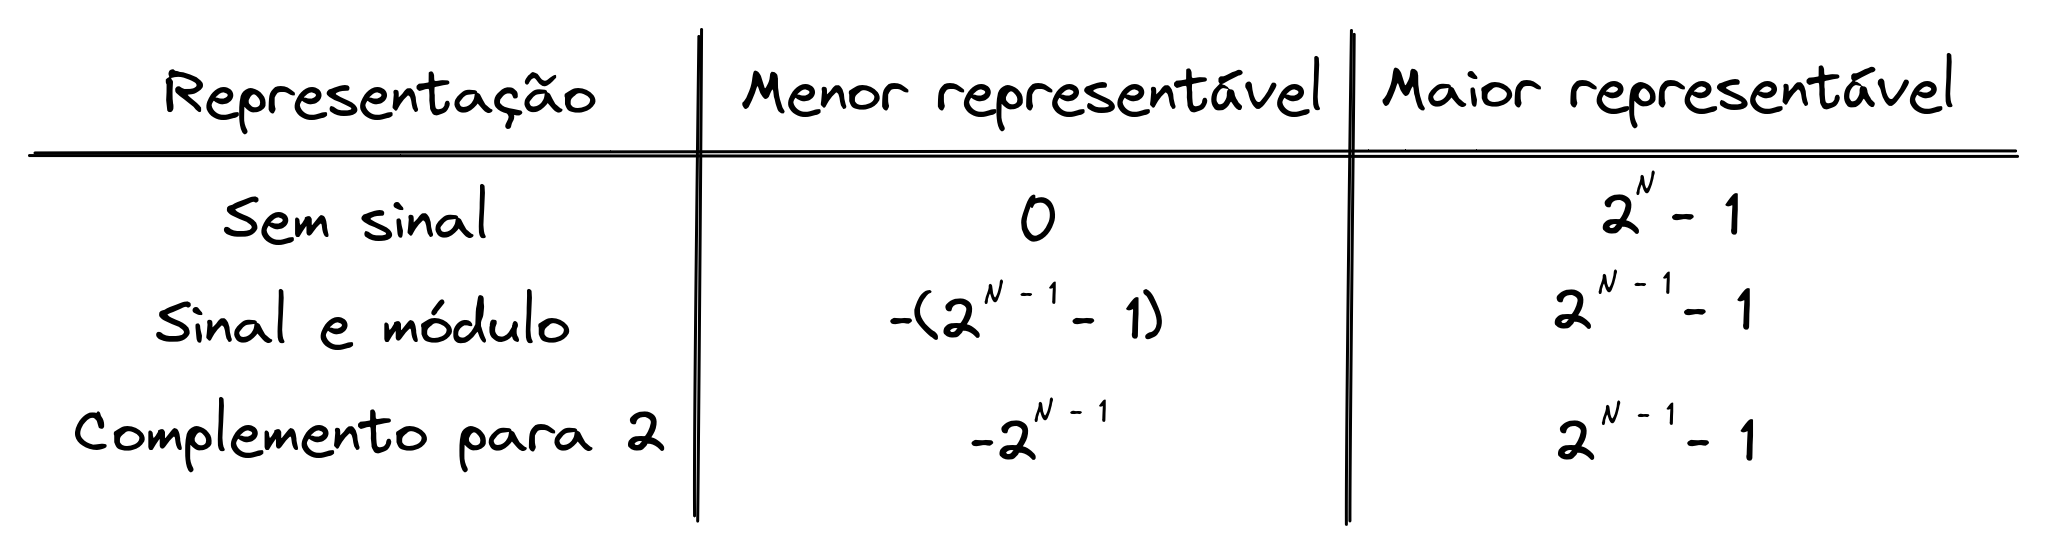 Representação Menor representável Maior representável
Sem sinal 0 2^N - 1
Sinal e módulo -(2^{N - 1} - 1) 2^{N - 1} - 1
Complemento para 2 -2^{N - 1} 2^{N - 1} - 1